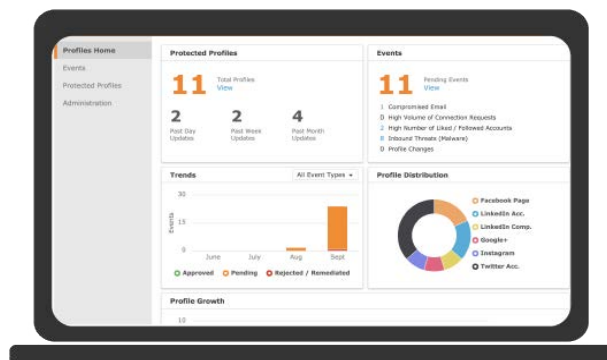 Profiles Home
Events
Protected Profiles
Administration
Protected Profiles
11
Total Profiles
View
2
Past Day
Updates
2
Past Week
Updates
4
Past Month
Updates
Events
11
Pending Events
View
1 Compromised Email
0 High Volume of Connection Requests
2 High Number of Liked / Followed Accounts
8 Inbound Threats (Malware)
0 Profile Changes
Trends
All Event Types
30
15
0
Events
June July Aug Sept
Approved Pending Rejected / Remediated
Profile Distribution
Facebook Page
LinkedIn Acc.
LinkedIn Comp.
Google+
Instagram
Twitter Acc.
Profile Growth
10